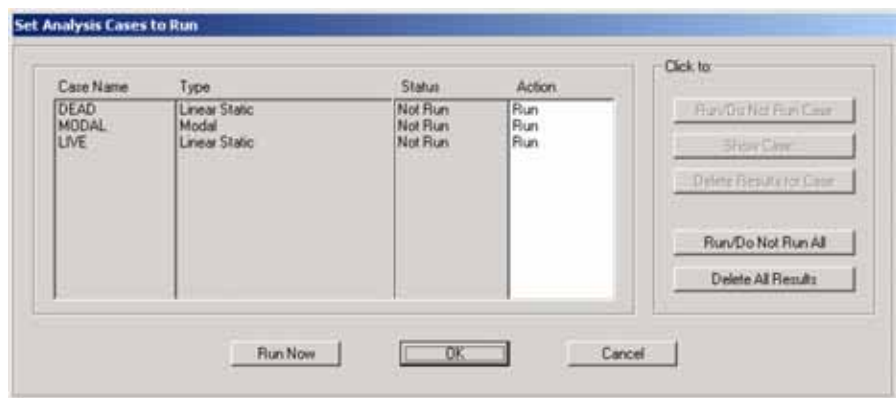 Set Analysis Cases to Run
Case Name Type Status Action
DEAD Linear Static Not Run Run
MODAL Modal Not Run Run
LIVE Linear Static Not Run Run
Click to:
Run/Do Not Run Case
Show Case
Delete Results for Case
Run/Do Not Run All
Delete All Results
Run Now OK Cancel